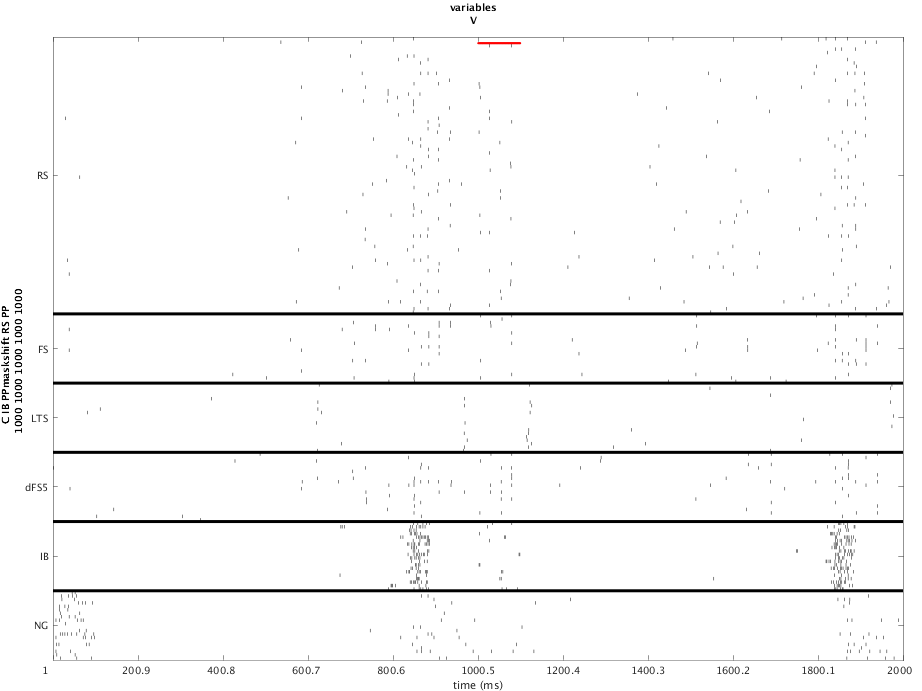 variables
V
C IB PPmaskshift RS PP
1000 1000 1000 1000 1000
RS
FS
LTS
dFS5
IB
NG
1 200.9 400.8 600.7 800.6 1000.5 1200.4 1400.3 1600.2 1800.1 2000
time (ms)